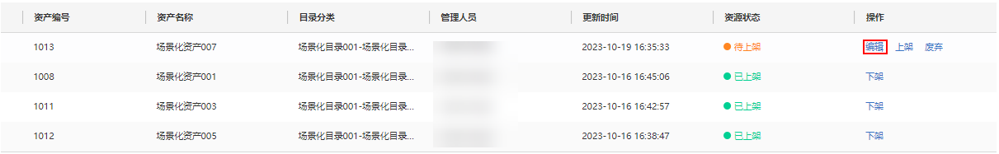 资产编号 资产名称 目录分类 管理人员 更新时间 资源状态 操作
1013 场景化资产007 场景化目录001-场景化目录... 2023-10-19 16:35:33 待上架 编辑 上架 废弃
1008 场景化资产001 场景化目录001-场景化目录... 2023-10-16 16:45:06 已上架 下架
1011 场景化资产003 场景化目录001-场景化目录... 2023-10-16 16:42:57 已上架 下架
1012 场景化资产005 场景化目录001-场景化目录... 2023-10-16 16:38:47 已上架 下架